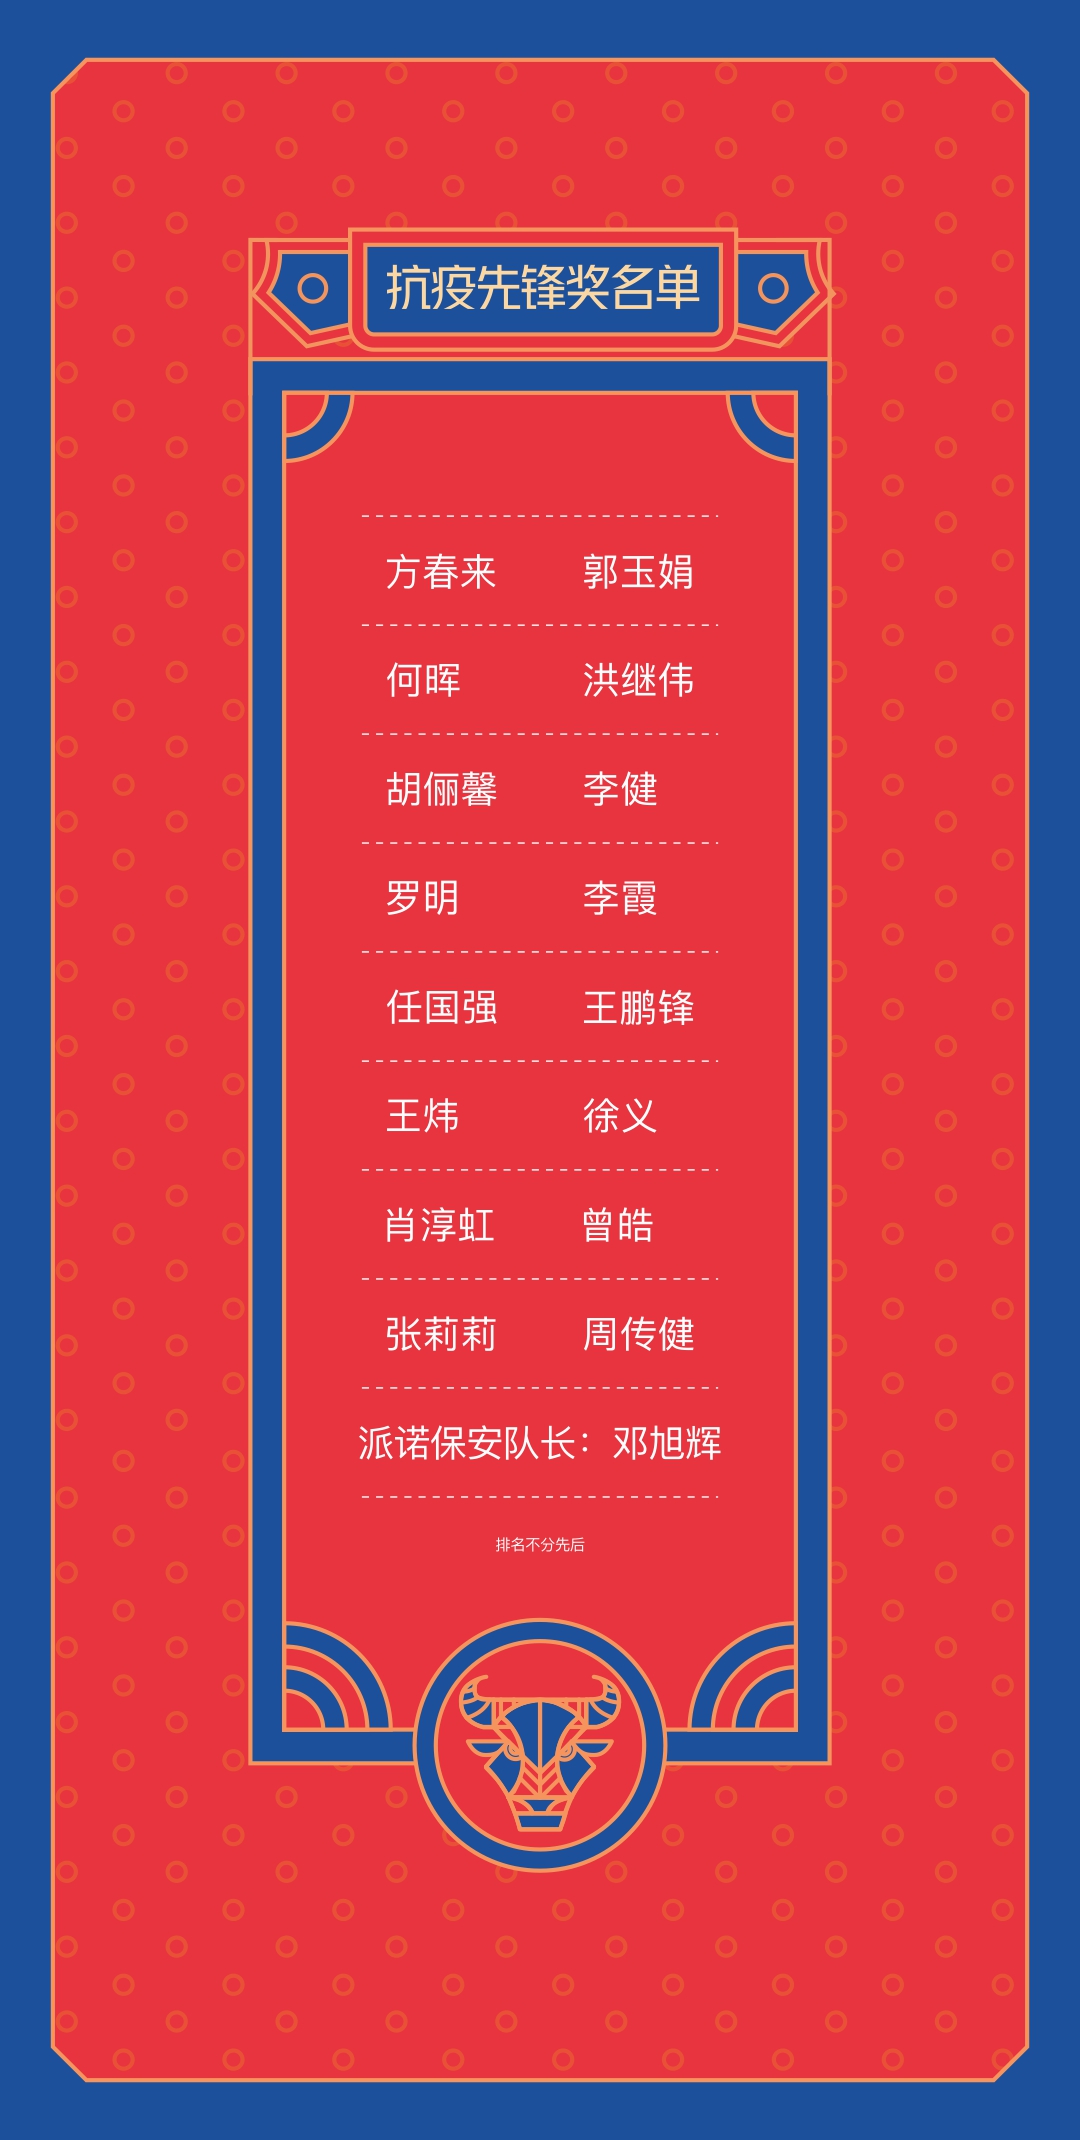 抗疫先锋奖名单
方春来 郭玉娟
何晖 洪继伟
胡俪馨 李健
罗明 李霞
任国强 王鹏锋
王炜 徐义
肖淳虹 曾皓
张莉莉 周传健
派诺保安队长：邓旭辉
排名不分先后